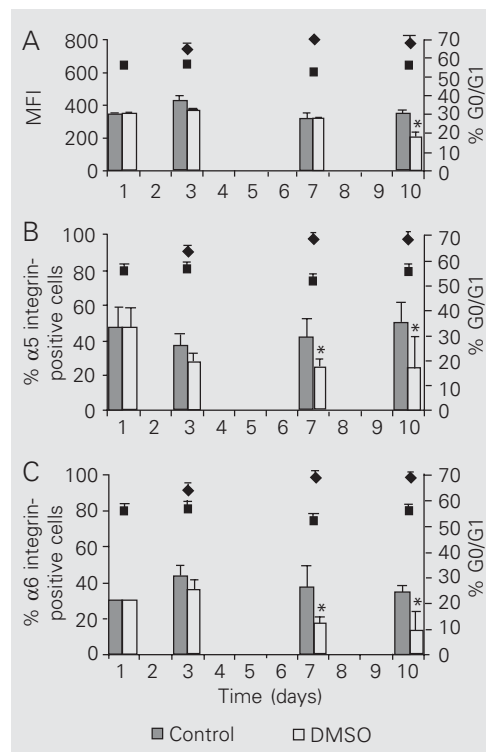 A
800
600
400
200
0
MFI
70
60
50
40
30
20
10
0
% G0/G1
*
1 2 3 4 5 6 7 8 9 10
B
100
80
60
40
20
0
% α5 integrin-
positive cells
70
60
50
40
30
20
10
0
% G0/G1
* *
1 2 3 4 5 6 7 8 9 10
C
100
80
60
40
20
0
% α6 integrin-
positive cells
70
60
50
40
30
20
10
0
% G0/G1
* *
1 2 3 4 5 6 7 8 9 10
Time (days)
Control DMSO